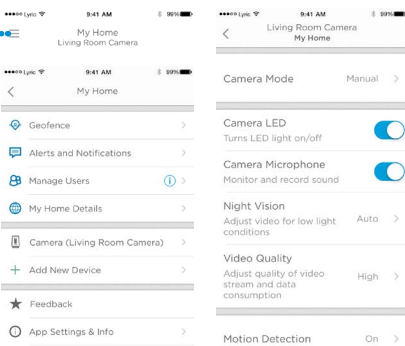 Lyric 9:41 AM 99%
My Home
Living Room Camera
Lyric 9:41 AM 99%
My Home
Geofence
Alerts and Notifications
Manage Users
My Home Details
Camera (Living Room Camera)
Add New Device
Feedback
App Settings & Info
Lyric 9:41 AM 99%
Living Room Camera
My Home
Camera Mode Manual
Camera LED
Turns LED light on/off
Camera Microphone
Monitor and record sound
Night Vision
Adjust video for low light Auto
conditions
Video Quality
Adjust quality of video
stream and data High
consumption
Motion Detection On